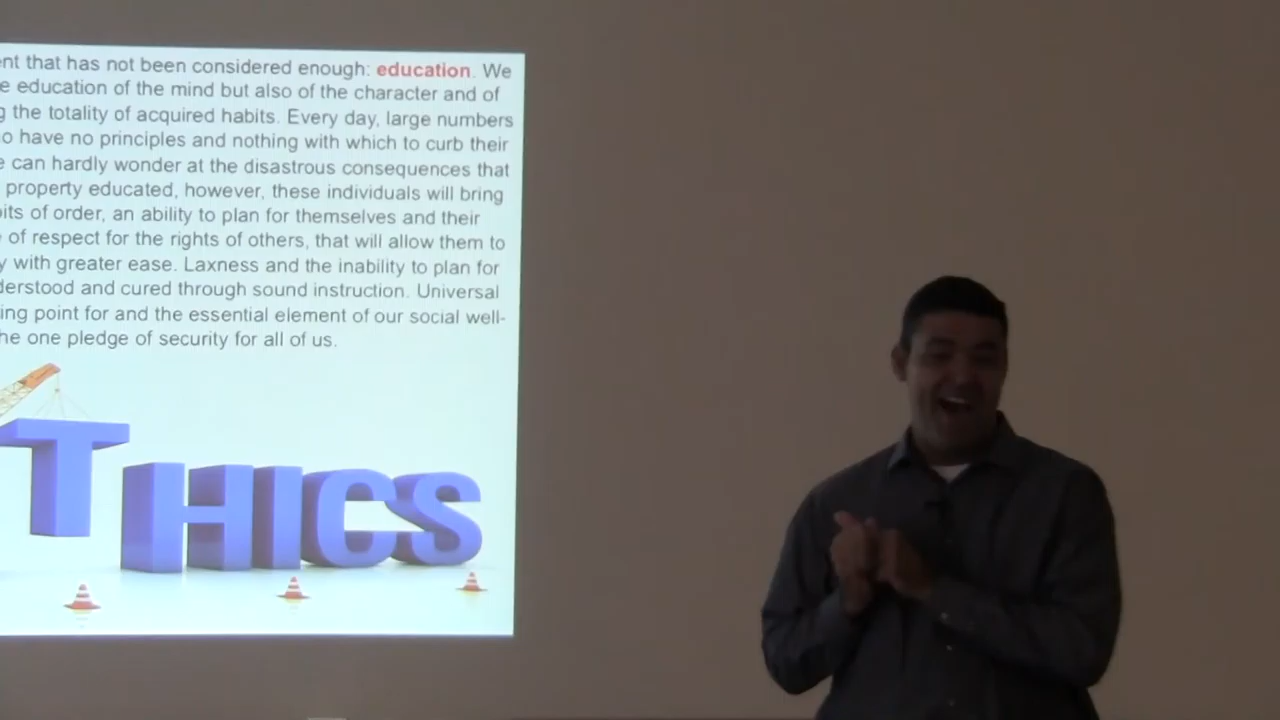 that has not been considered enough: education. We
education of the mind but also of the character and of
the totality of acquired habits. Every day, large numbers
have no principles and nothing with which to curb their
can hardly wonder at the disastrous consequences that
property educated, however, these individuals will bring
of order, an ability to plan for themselves and their
of respect for the rights of others, that will allow them to
with greater ease. Laxness and the inability to plan for
and cured through sound instruction. Universal
point for and the essential element of our social well-
one pledge of security for all of us.
THICS